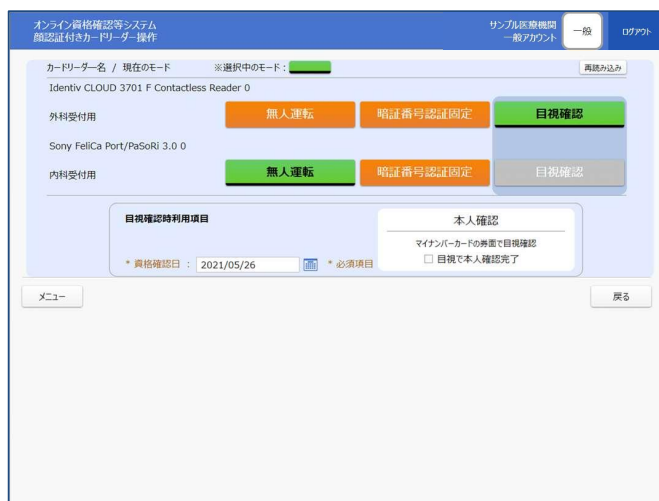 オンライン資格確認等システム
顔認証付きカードリーダー操作
サンプル医療機関
一般アカウント
一般
ログアウト
カードリーダー名 / 現在のモード ※選択中のモード:
再読み込み
Identiv CLOUD 3701 F Contactless Reader 0
外科受付用 無人運転 暗証番号認証固定 目視確認
Sony FeliCa Port/PaSoRi 3.0 0
内科受付用 無人運転 暗証番号認証固定 目視確認
目視確認時利用項目
本人確認
マイナンバーカードの券面で目視確認
目視で本人確認完了
* 資格確認日 : 2021/05/26 * 必須項目
メニュー
戻る